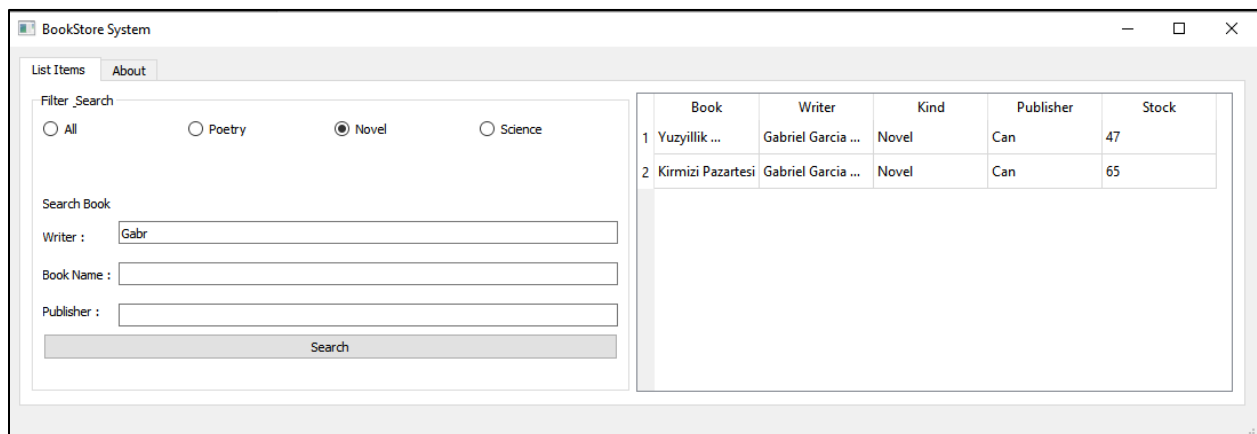 BookStore System
List Items About
Filter_Search
All Poetry Novel Science
Search Book
Writer : Gabr
Book Name :
Publisher :
Search
Book Writer Kind Publisher Stock
1 Yuzyillik ... Gabriel Garcia ... Novel Can 47
2 Kirmizi Pazartesi Gabriel Garcia ... Novel Can 65